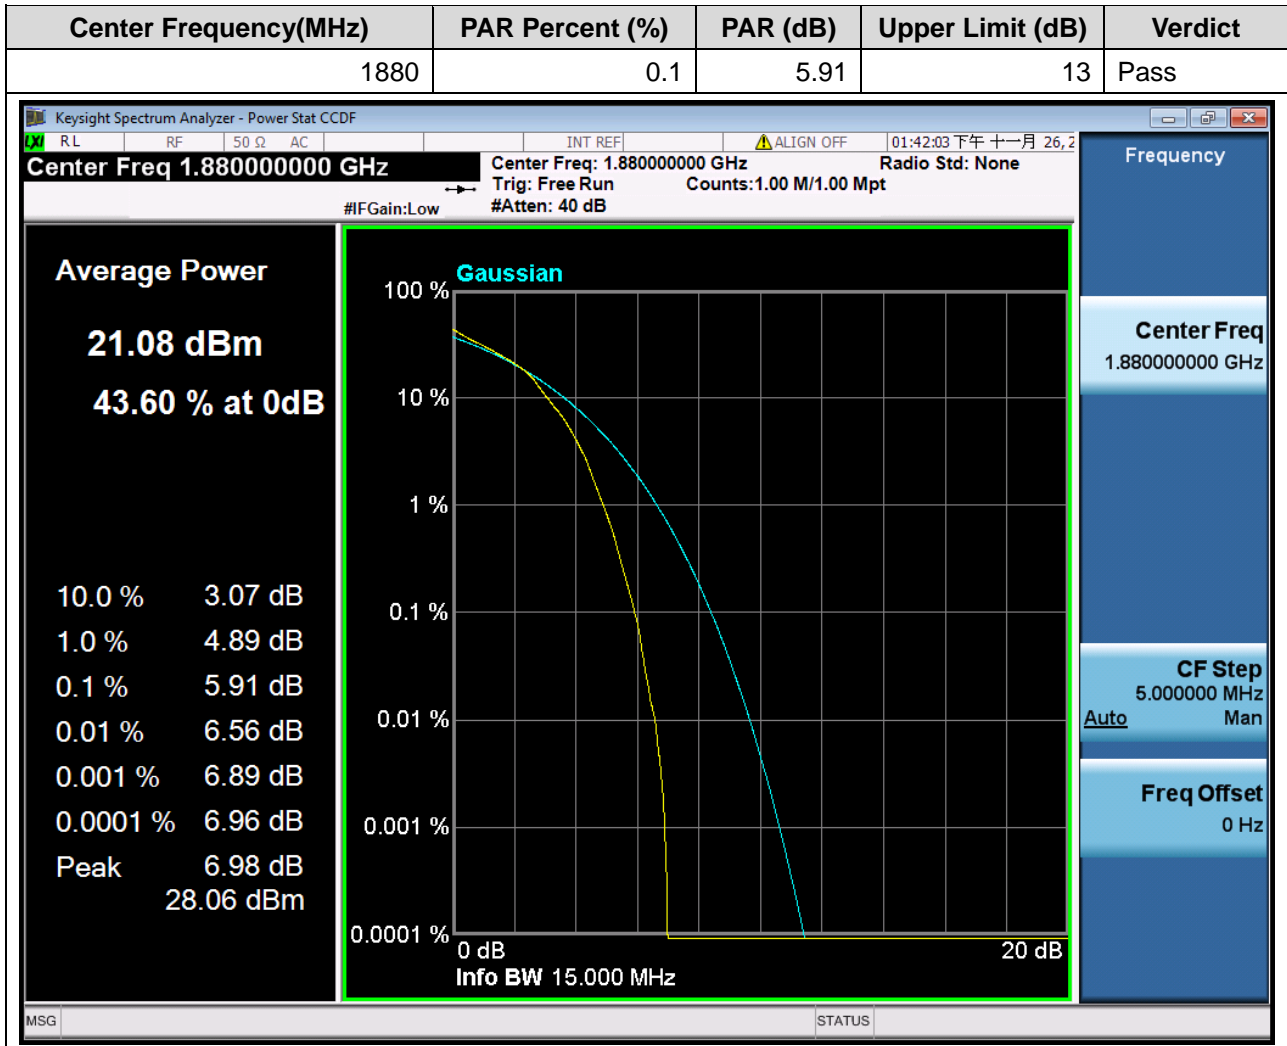 Center Frequency(MHz) PAR Percent (%) PAR (dB) Upper Limit (dB) Verdict
1880 0.1 5.91 13 Pass
Keysight Spectrum Analyzer - Power Stat CCDF
LXI RL RF 50 Ω AC INT REF ALIGN OFF 01:42:03 下午 十一月 26, 2
Center Freq 1.880000000 GHz
Center Freq: 1.880000000 GHz Radio Std: None
Trig: Free Run Counts:1.00 M/1.00 Mpt
#IFGain:Low #Atten: 40 dB
Frequency
Average Power
21.08 dBm
43.60 % at 0dB
10.0 % 3.07 dB
1.0 % 4.89 dB
0.1 % 5.91 dB
0.01 % 6.56 dB
0.001 % 6.89 dB
0.0001 % 6.96 dB
Peak 6.98 dB
28.06 dBm
Gaussian
100 %
10 %
1 %
0.1 %
0.01 %
0.001 %
0.0001 %
0 dB 20 dB
Info BW 15.000 MHz
Center Freq
1.880000000 GHz
CF Step
5.000000 MHz
Auto Man
Freq Offset
0 Hz
MSG STATUS